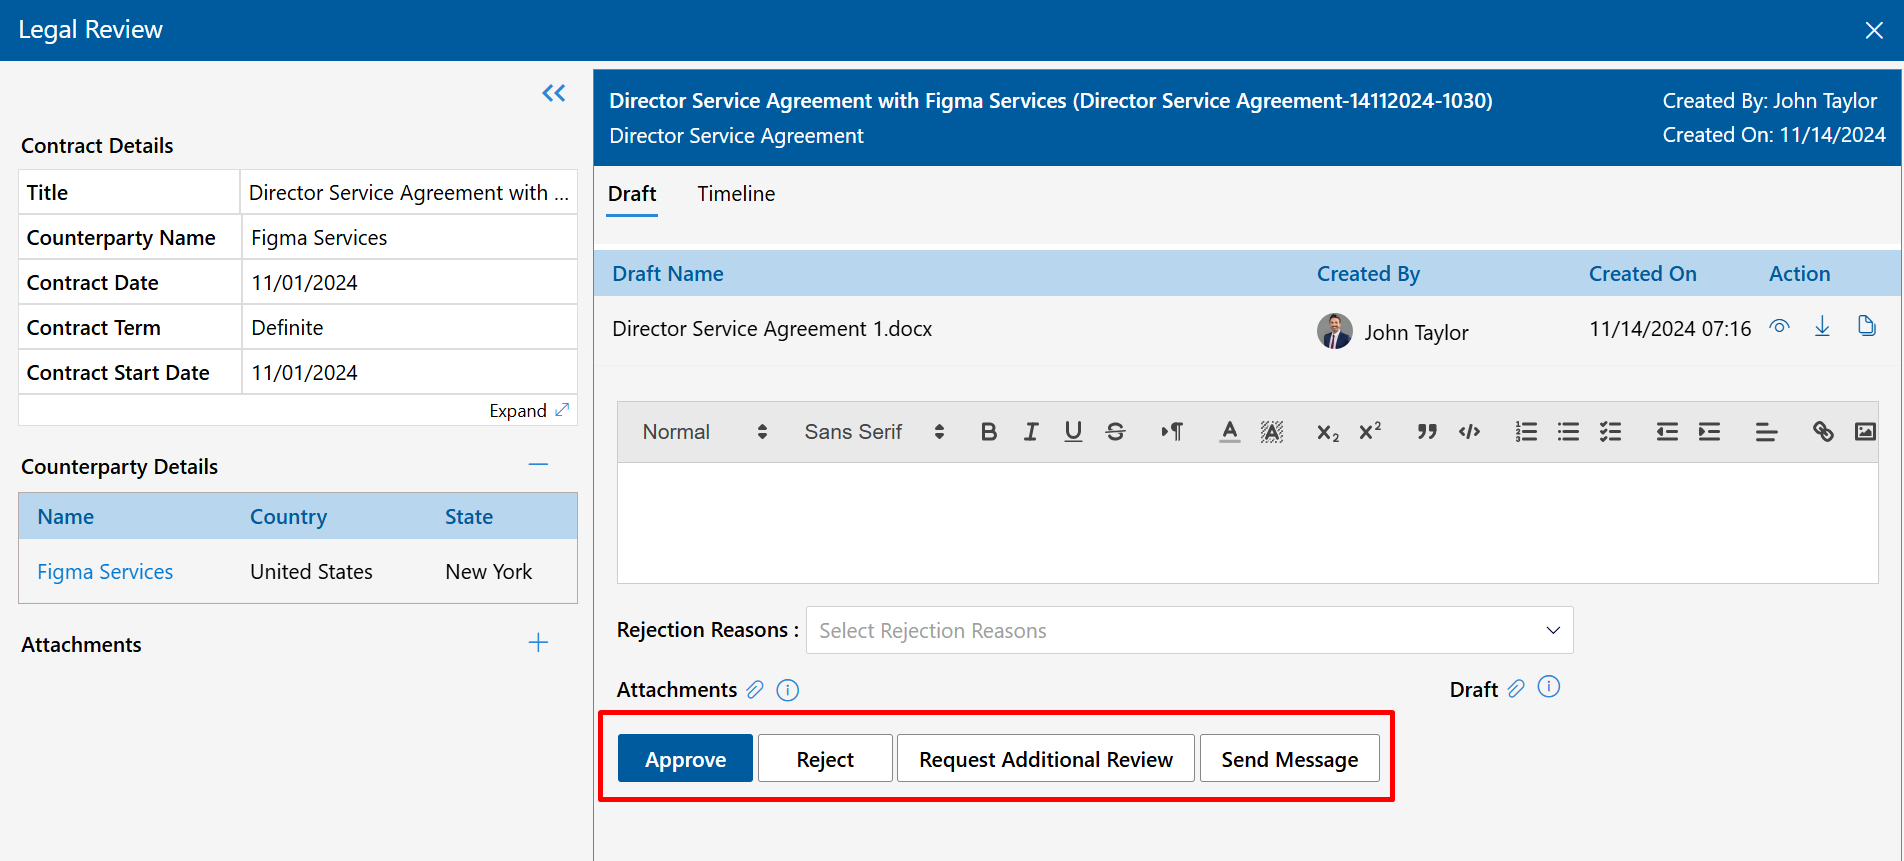 Legal Review
Contract Details
Title Director Service Agreement with ...
Counterparty Name Figma Services
Contract Date 11/01/2024
Contract Term Definite
Contract Start Date 11/01/2024
Expand
Counterparty Details
Name Country State
Figma Services United States New York
Attachments
Director Service Agreement with Figma Services (Director Service Agreement-14112024-1030)
Director Service Agreement
Created By: John Taylor
Created On: 11/14/2024
Draft Timeline
Draft Name Created By Created On Action
Director Service Agreement 1.docx John Taylor 11/14/2024 07:16
Normal Sans Serif
Rejection Reasons : Select Rejection Reasons
Attachments Draft
Approve Reject Request Additional Review Send Message